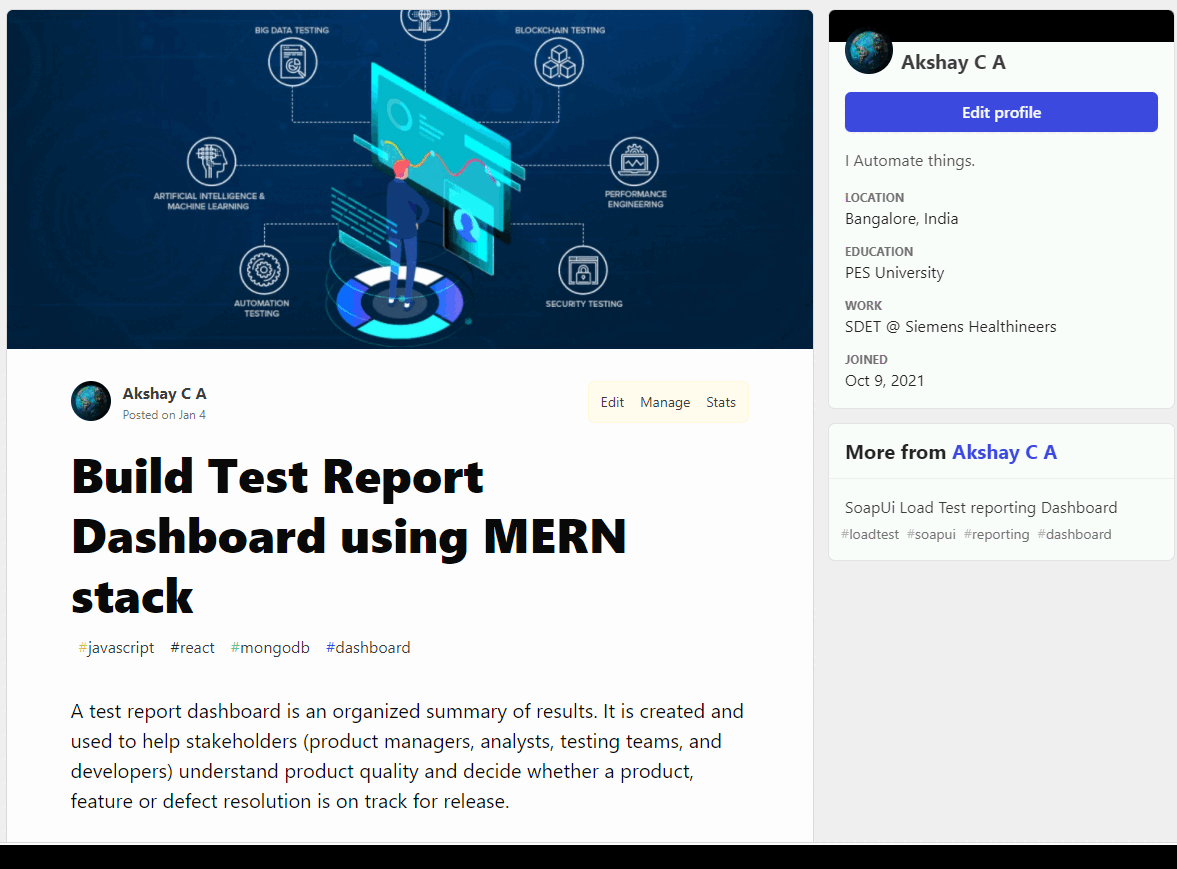 BIG DATA TESTING
BLOCKCHAIN TESTING
ARTIFICIAL INTELLIGENCE &
MACHINE LEARNING
PERFORMANCE
ENGINEERING
AUTOMATION
TESTING
SECURITY TESTING
Akshay C A
Posted on Jan 4
Edit Manage Stats
Build Test Report
Dashboard using MERN
stack
#javascript #react #mongodb #dashboard
A test report dashboard is an organized summary of results. It is created and
used to help stakeholders (product managers, analysts, testing teams, and
developers) understand product quality and decide whether a product,
feature or defect resolution is on track for release.
Akshay C A
Edit profile
I Automate things.
LOCATION
Bangalore, India
EDUCATION
PES University
WORK
SDET @ Siemens Healthineers
JOINED
Oct 9, 2021
More from Akshay C A
SoapUi Load Test reporting Dashboard
#loadtest #soapui #reporting #dashboard